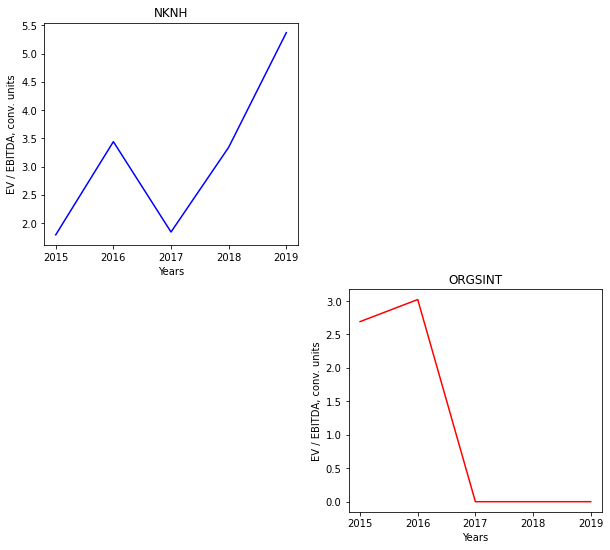 NKNH
EV / EBITDA, conv. units
5.5
5.0
4.5
4.0
3.5
3.0
2.5
2.0
2015 2016 2017 2018 2019
Years
ORGSINT
EV / EBITDA, conv. units
3.0
2.5
2.0
1.5
1.0
0.5
0.0
2015 2016 2017 2018 2019
Years